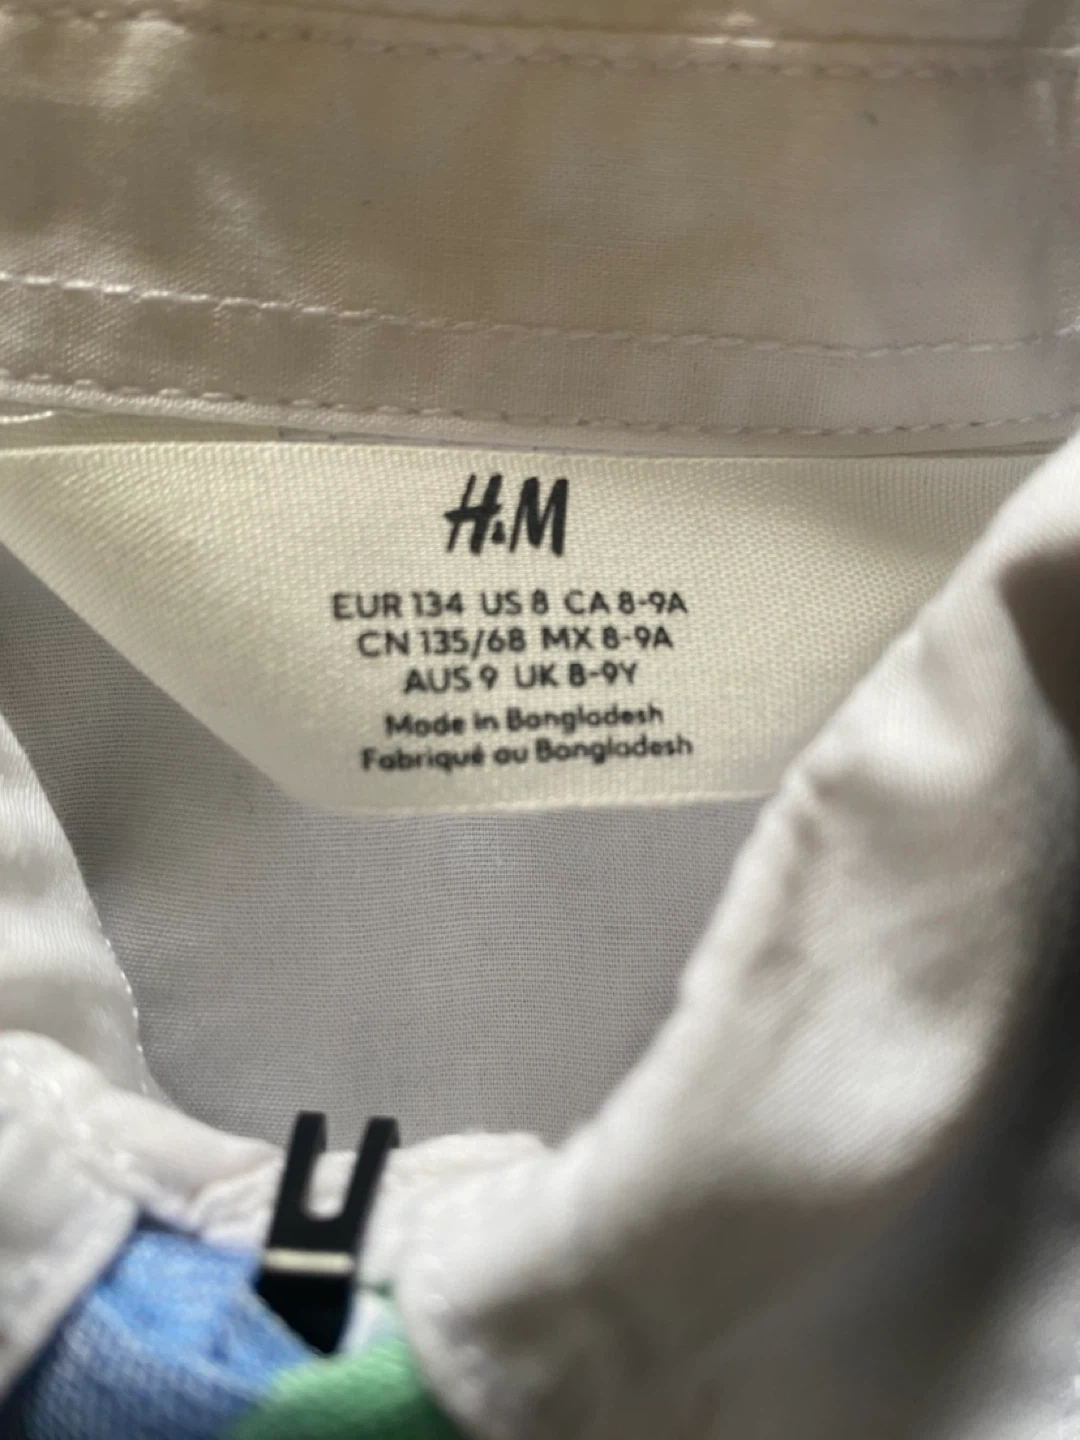 H&M
EUR 134 US 8 CA 8-9A
CN 135/68 MX 8-9A
AUS 9 UK 8-9Y
Made in Bangladesh
Fabriqué au Bangladesh